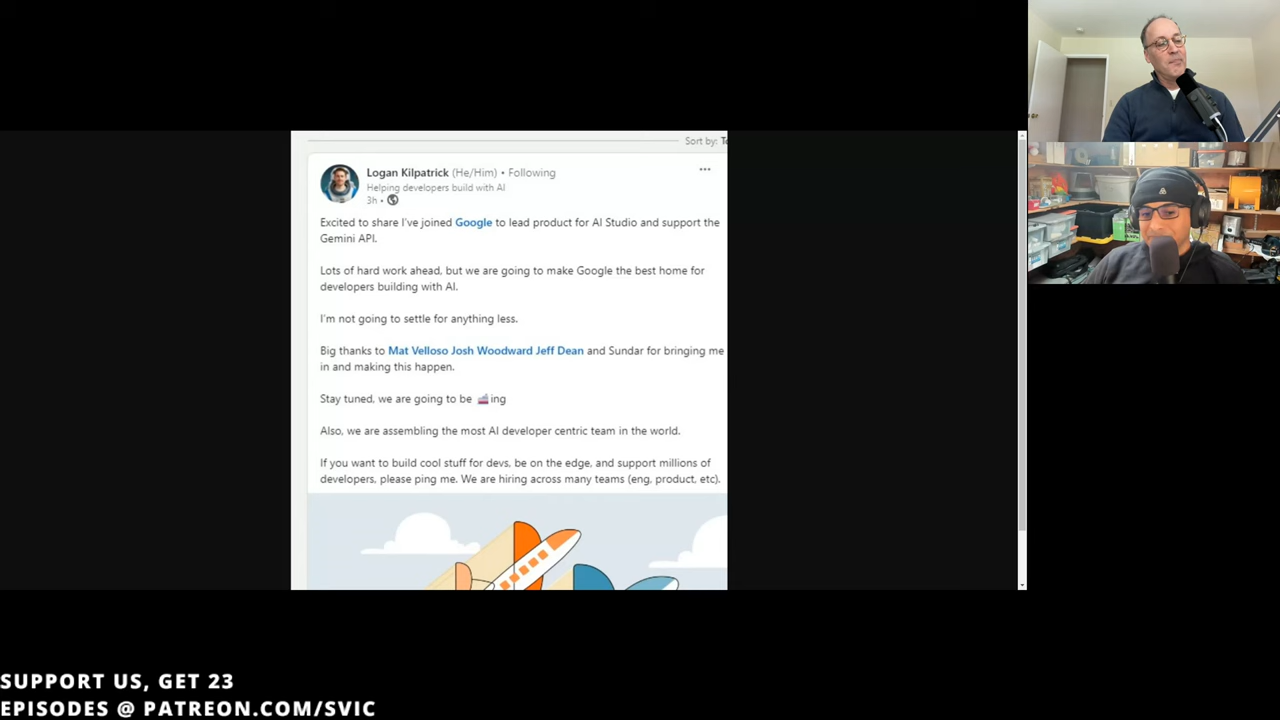 Sort by: T
Logan Kilpatrick (He/Him) • Following
Helping developers build with AI
3h •
Excited to share I've joined Google to lead product for AI Studio and support the
Gemini API.
Lots of hard work ahead, but we are going to make Google the best home for
developers building with AI.
I'm not going to settle for anything less.
Big thanks to Mat Velloso Josh Woodward Jeff Dean and Sundar for bringing me
in and making this happen.
Stay tuned, we are going to be 🚢ing
Also, we are assembling the most AI developer centric team in the world.
If you want to build cool stuff for devs, be on the edge, and support millions of
developers, please ping me. We are hiring across many teams (eng, product, etc).
SUPPORT US, GET 23
EPISODES @ PATREON.COM/SVIC